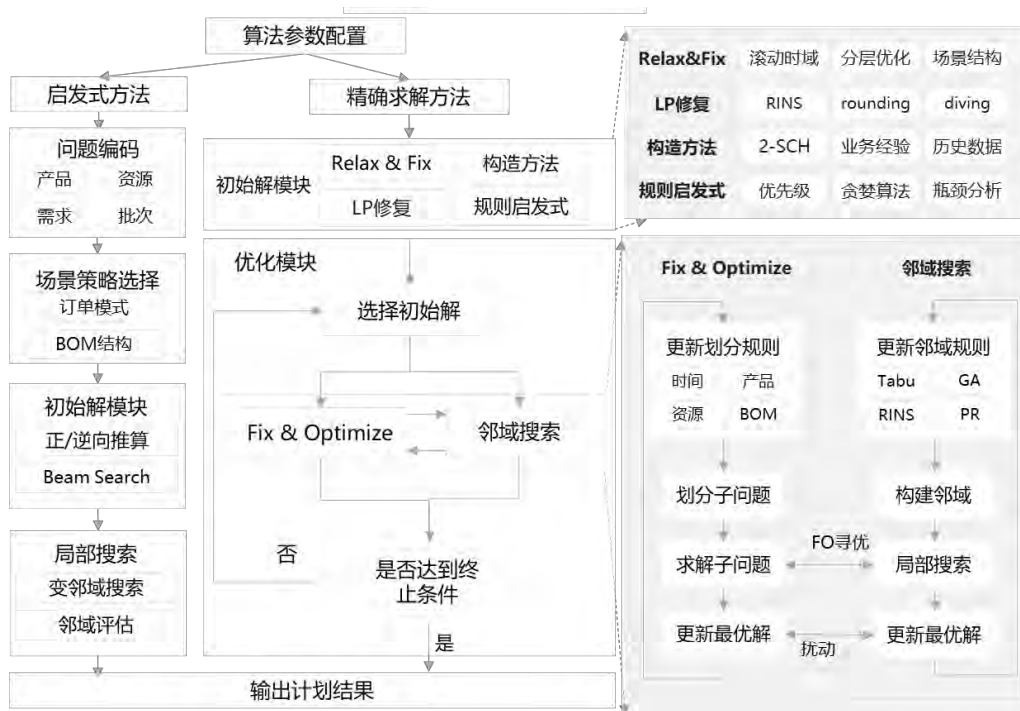 算法参数配置
启发式方法
精确求解方法
问题编码
产品 资源
需求 批次
场景策略选择
订单模式
BOM结构
初始解模块
正/逆向推算
Beam Search
局部搜索
变邻域搜索
邻域评估
初始解模块
Relax & Fix 构造方法
LP修复 规则启发式
优化模块
选择初始解
Fix & Optimize 邻域搜索
否
是否达到终
止条件
是
输出计划结果
Relax&Fix 滚动时域 分层优化 场景结构
LP修复 RINS rounding diving
构造方法 2-SCH 业务经验 历史数据
规则启发式 优先级 贪婪算法 瓶颈分析
Fix & Optimize 邻域搜索
更新划分规则
时间 产品
资源 BOM
划分子问题
求解子问题
更新最优解
更新邻域规则
Tabu GA
RINS PR
构建邻域
FO寻优
局部搜索
扰动
更新最优解